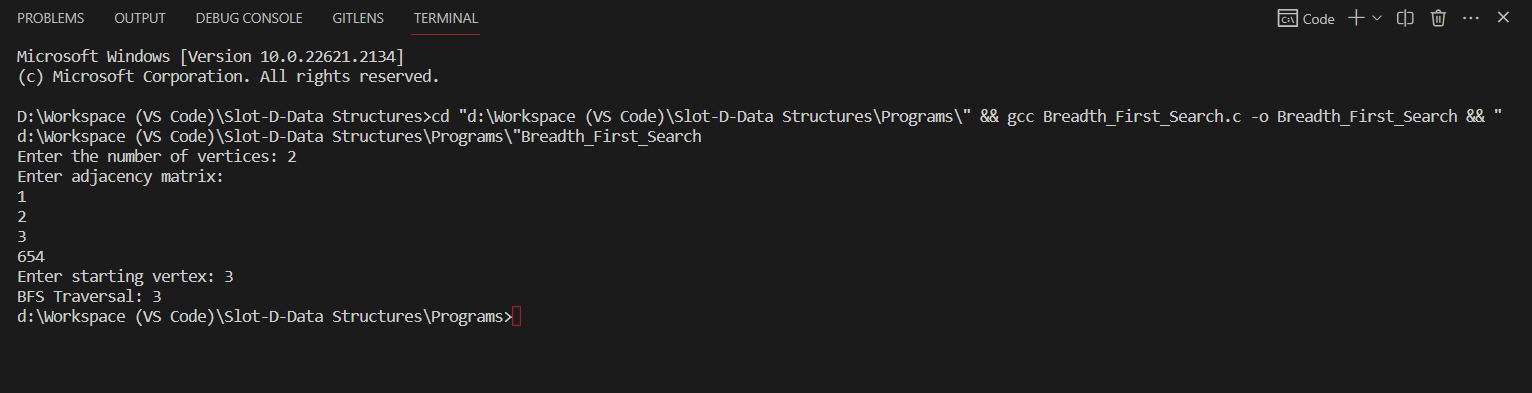 PROBLEMS OUTPUT DEBUG CONSOLE GITLENS TERMINAL Code
Microsoft Windows [Version 10.0.22621.2134]
(c) Microsoft Corporation. All rights reserved.
D:\Workspace (VS Code)\Slot-D-Data Structures>cd "d:\Workspace (VS Code)\Slot-D-Data Structures\Programs\" && gcc Breadth_First_Search.c -o Breadth_First_Search && "
d:\Workspace (VS Code)\Slot-D-Data Structures\Programs\"Breadth_First_Search
Enter the number of vertices: 2
Enter adjacency matrix:
1
2
3
654
Enter starting vertex: 3
BFS Traversal: 3
d:\Workspace (VS Code)\Slot-D-Data Structures\Programs>